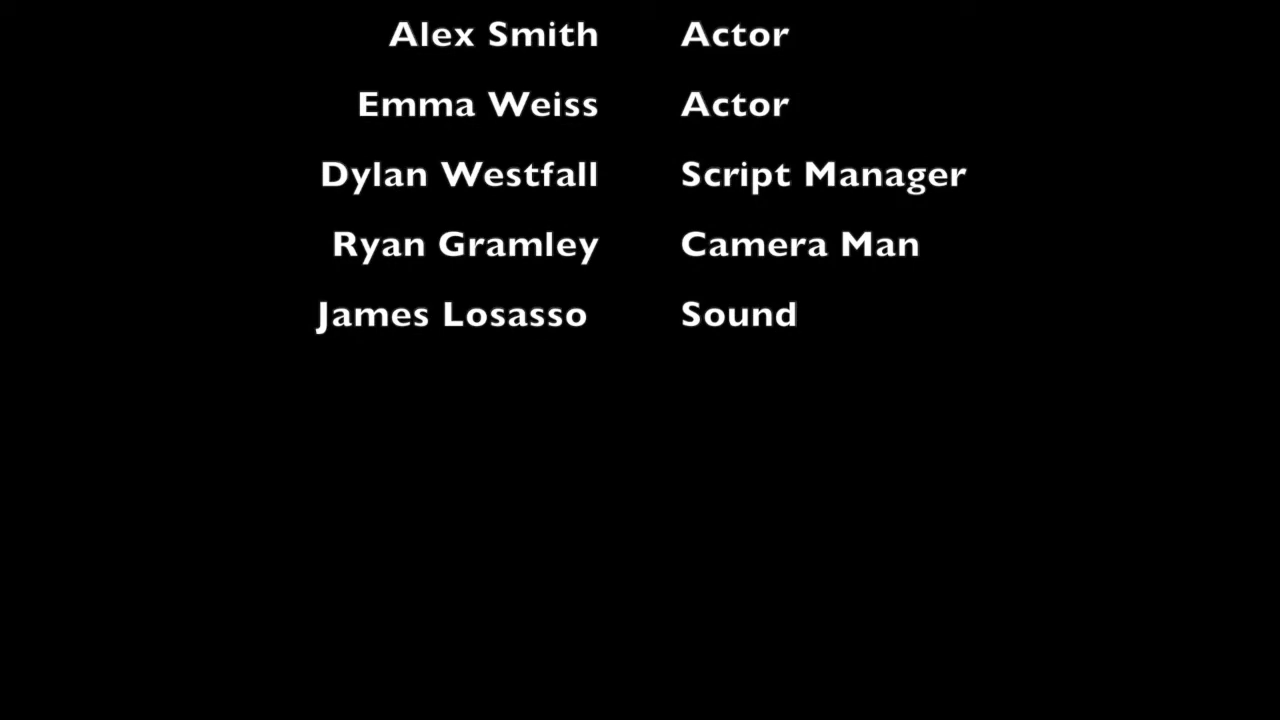 Alex Smith Actor
Emma Weiss Actor
Dylan Westfall Script Manager
Ryan Gramley Camera Man
James Losasso Sound